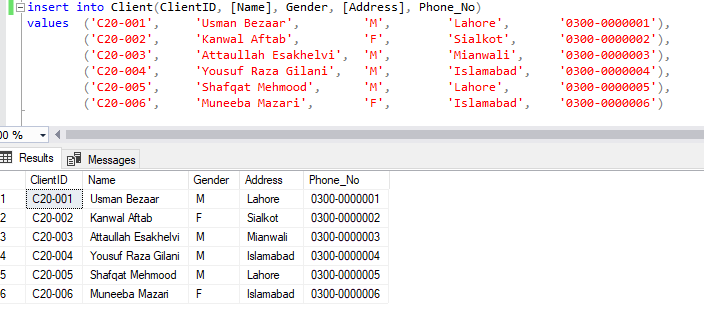 insert into Client(ClientID, [Name], Gender, [Address], Phone_No)
values ('C20-001', 'Usman Bezaar', 'M', 'Lahore', '0300-0000001'),
('C20-002', 'Kanwal Aftab', 'F', 'Sialkot', '0300-0000002'),
('C20-003', 'Attaullah Esakhelvi', 'M', 'Mianwali', '0300-0000003'),
('C20-004', 'Yousuf Raza Gilani', 'M', 'Islamabad', '0300-0000004'),
('C20-005', 'Shafqat Mehmood', 'M', 'Lahore', '0300-0000005'),
('C20-006', 'Muneeba Mazari', 'F', 'Islamabad', '0300-0000006')
00 %
Results Messages
ClientID Name Gender Address Phone_No
1 C20-001 Usman Bezaar M Lahore 0300-0000001
2 C20-002 Kanwal Aftab F Sialkot 0300-0000002
3 C20-003 Attaullah Esakhelvi M Mianwali 0300-0000003
4 C20-004 Yousuf Raza Gilani M Islamabad 0300-0000004
5 C20-005 Shafqat Mehmood M Lahore 0300-0000005
6 C20-006 Muneeba Mazari F Islamabad 0300-0000006